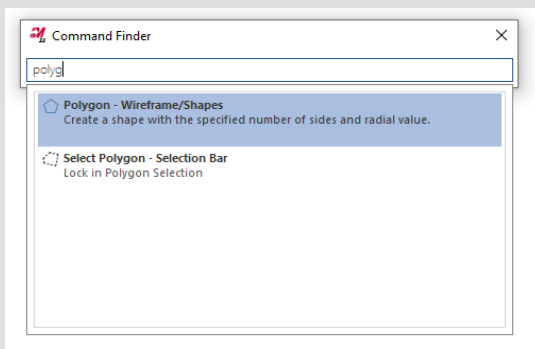 Command Finder
polyg
Polygon - Wireframe/Shapes
Create a shape with the specified number of sides and radial value.
Select Polygon - Selection Bar
Lock in Polygon Selection